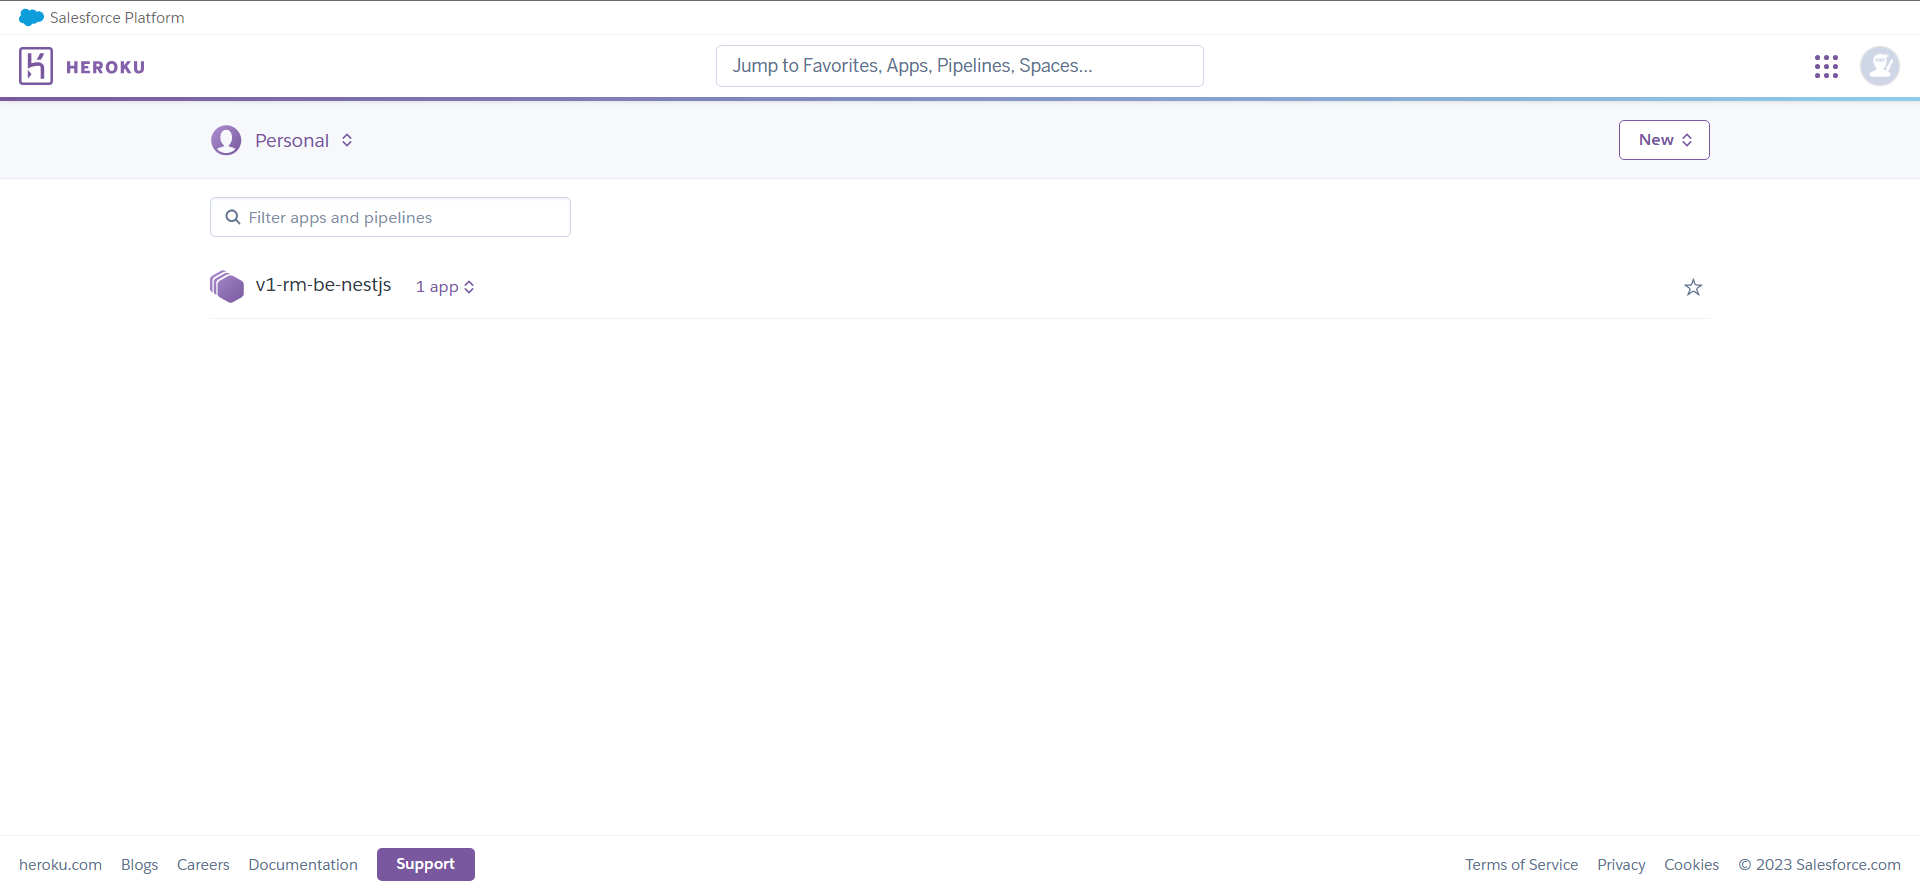 Salesforce Platform
HEROKU
Jump to Favorites, Apps, Pipelines, Spaces...
Personal
New
Filter apps and pipelines
v1-rm-be-nestjs 1 app
heroku.com Blogs Careers Documentation Support Terms of Service Privacy Cookies © 2023 Salesforce.com